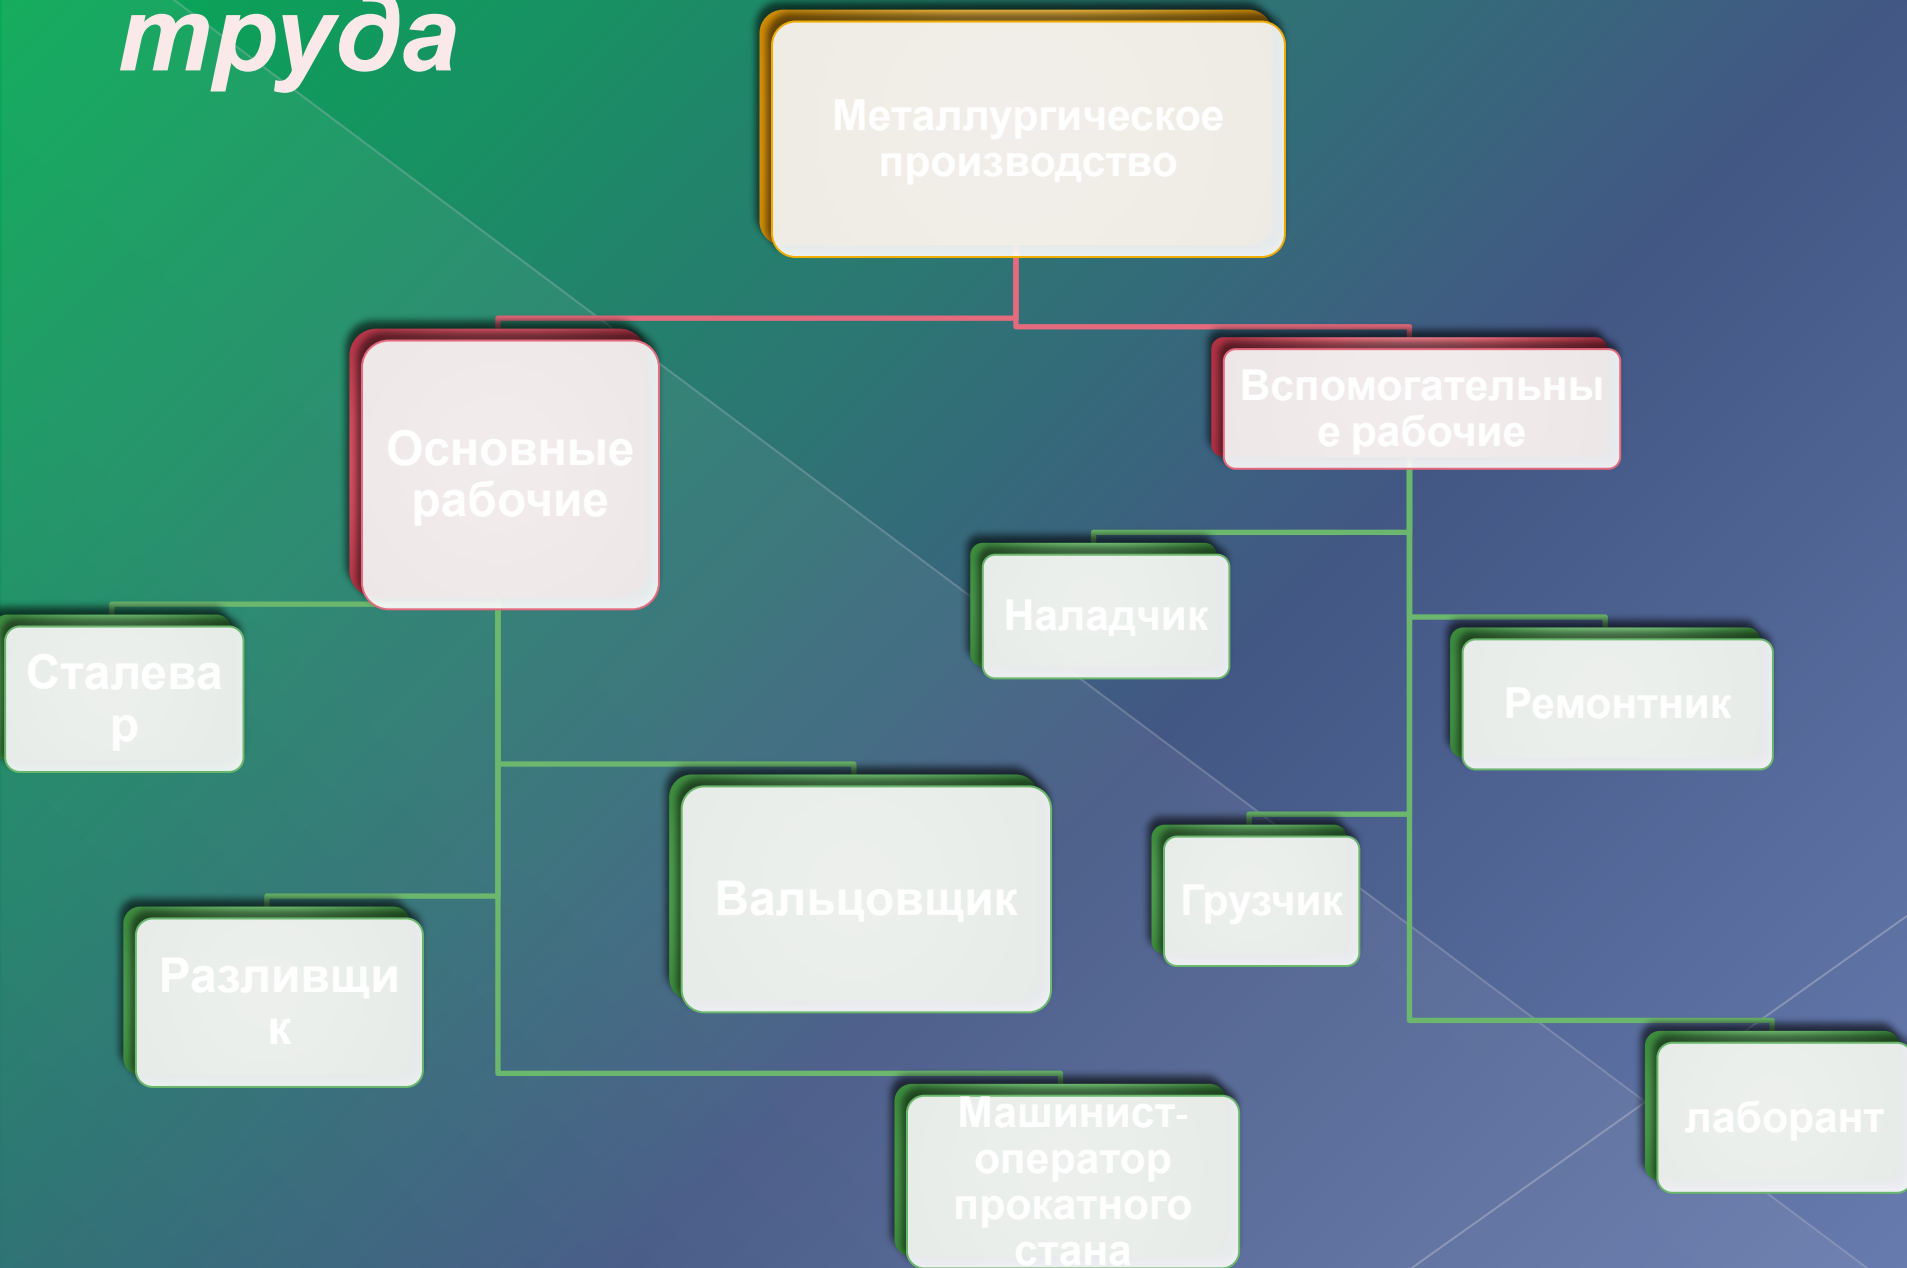 труда
Металлургическое
производство
Основные
рабочие
Вспомогательны
е рабочие
Наладчик
Сталева
р
Ремонтник
Вальцовщик
Грузчик
Разливщи
к
Машинист-
оператор
прокатного
стана
лаборант